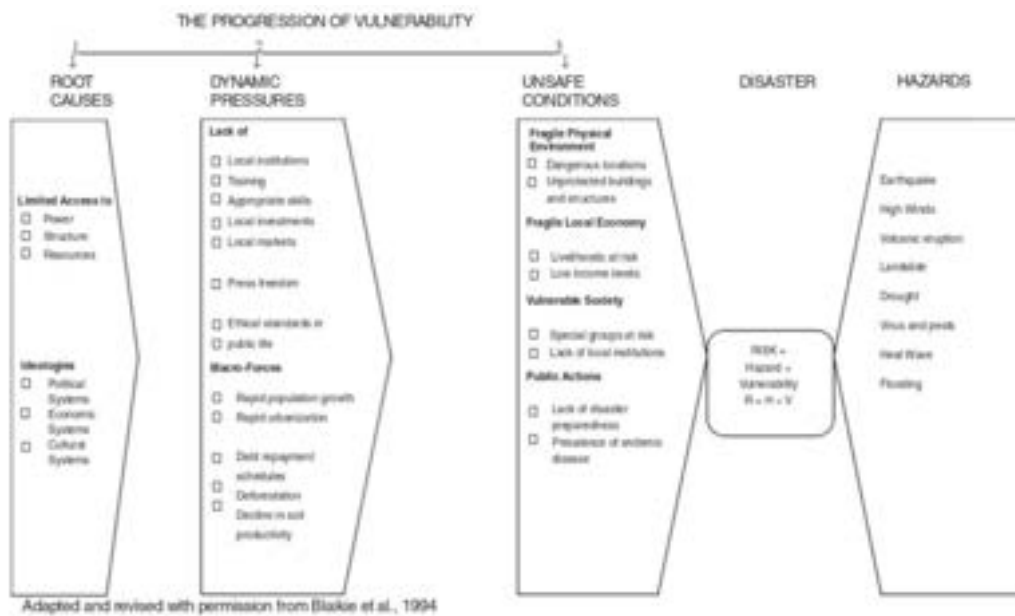 THE PROGRESSION OF VULNERABILITY
1 2 3
ROOT
CAUSES
DYNAMIC
PRESSURES
UNSAFE
CONDITIONS
DISASTER
HAZARDS
Limited Access to
Power
Structure
Resources
Ideologies
Political
Systems
Economic
Systems
Cultural
Systems
Lack of
Local institutions
Training
Appropriate skills
Local investments
Local markets
Press freedom
Ethical standards in
public life
Macro-Forces
Rapid population growth
Rapid urbanization
Debt repayment
schedules
Deforestation
Decline in soil
productivity
Fragile Physical
Environment
Dangerous locations
Unprotected buildings
and structures
Fragile Local Economy
Livelihoods at risk
Low income levels
Vulnerable Society
Special groups at risk
Lack of local institutions
Public Actions
Lack of disaster
preparedness
Prevalence of endemic
disease
RISK =
Hazard +
Vulnerability
R = H + V
Earthquake
High Winds
Volcanic eruption
Landslide
Drought
Virus and pests
Heat Wave
Flooding
Adapted and revised with permission from Blaikie et al., 1994